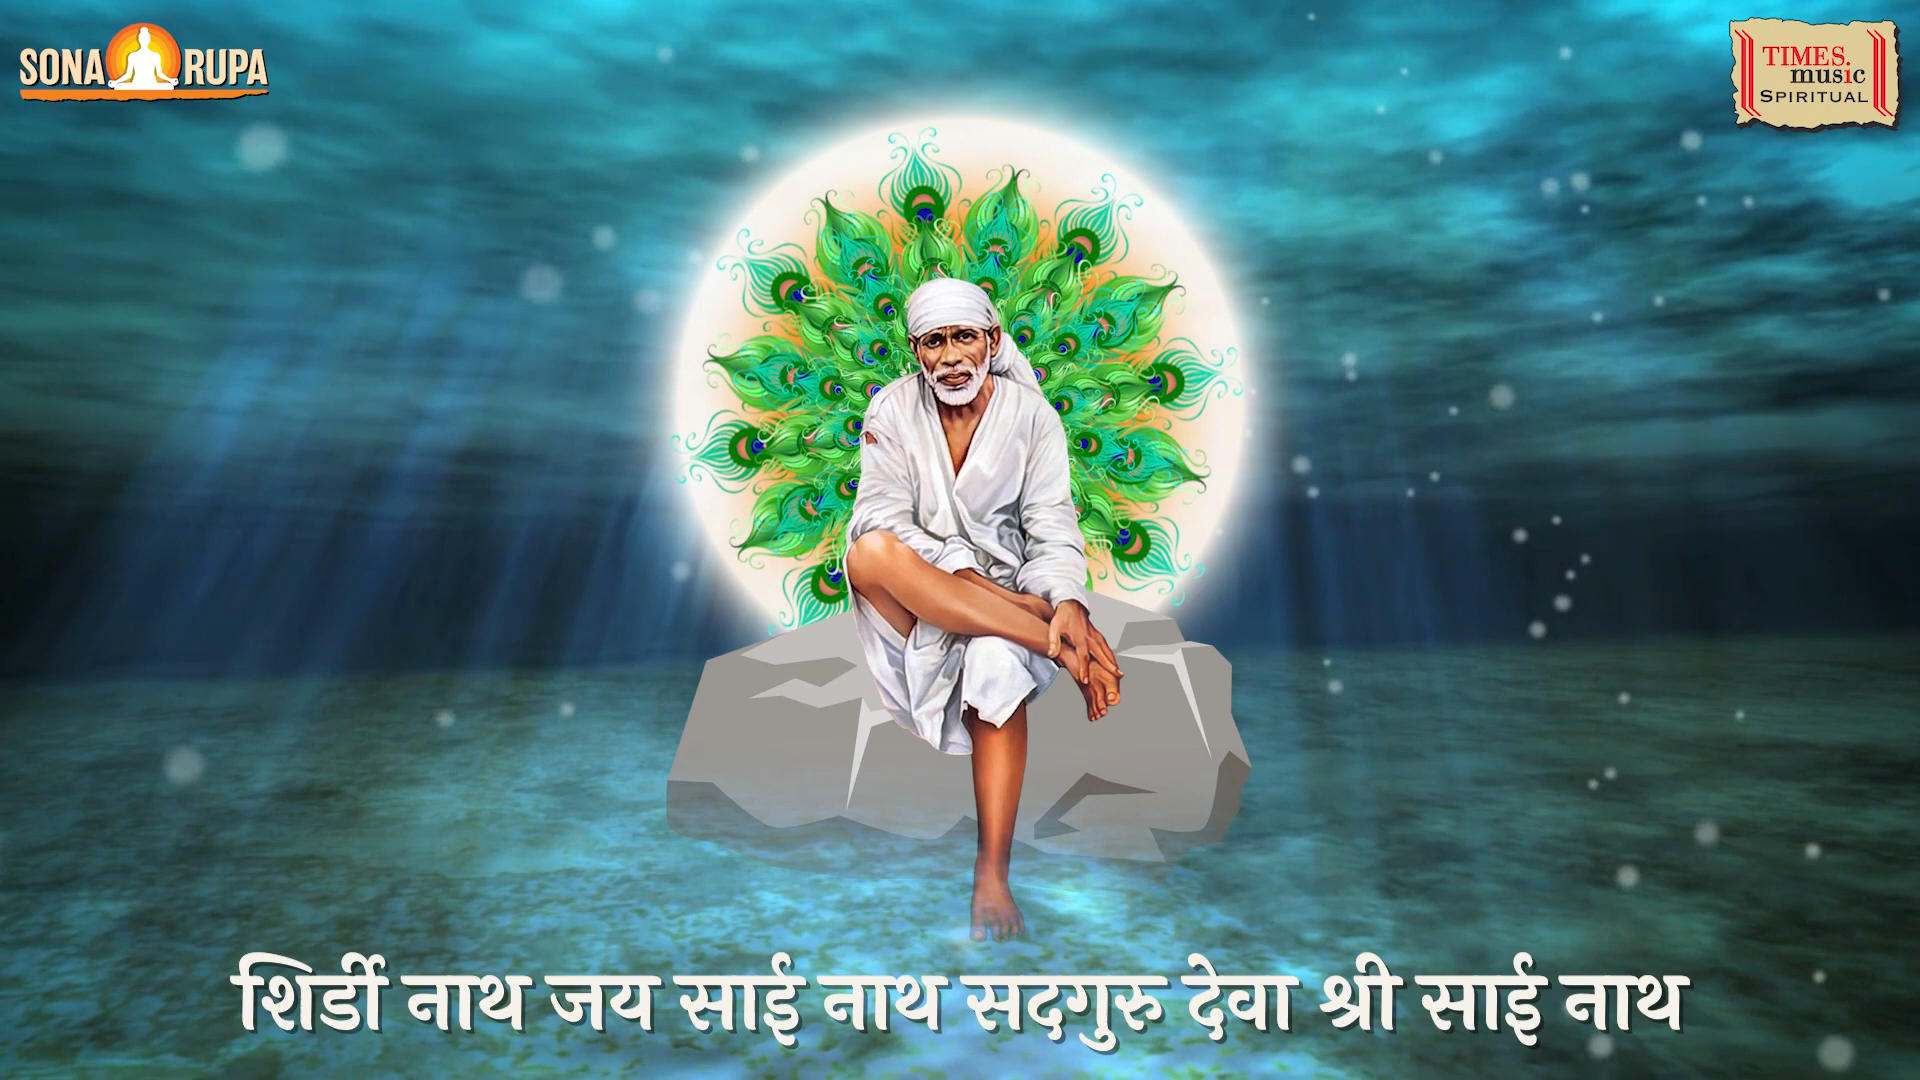 SONA RUPA
TIMES.
music
SPIRITUAL
शिर्डी नाथ जय साई नाथ सदगुरु देवा श्री साई नाथ